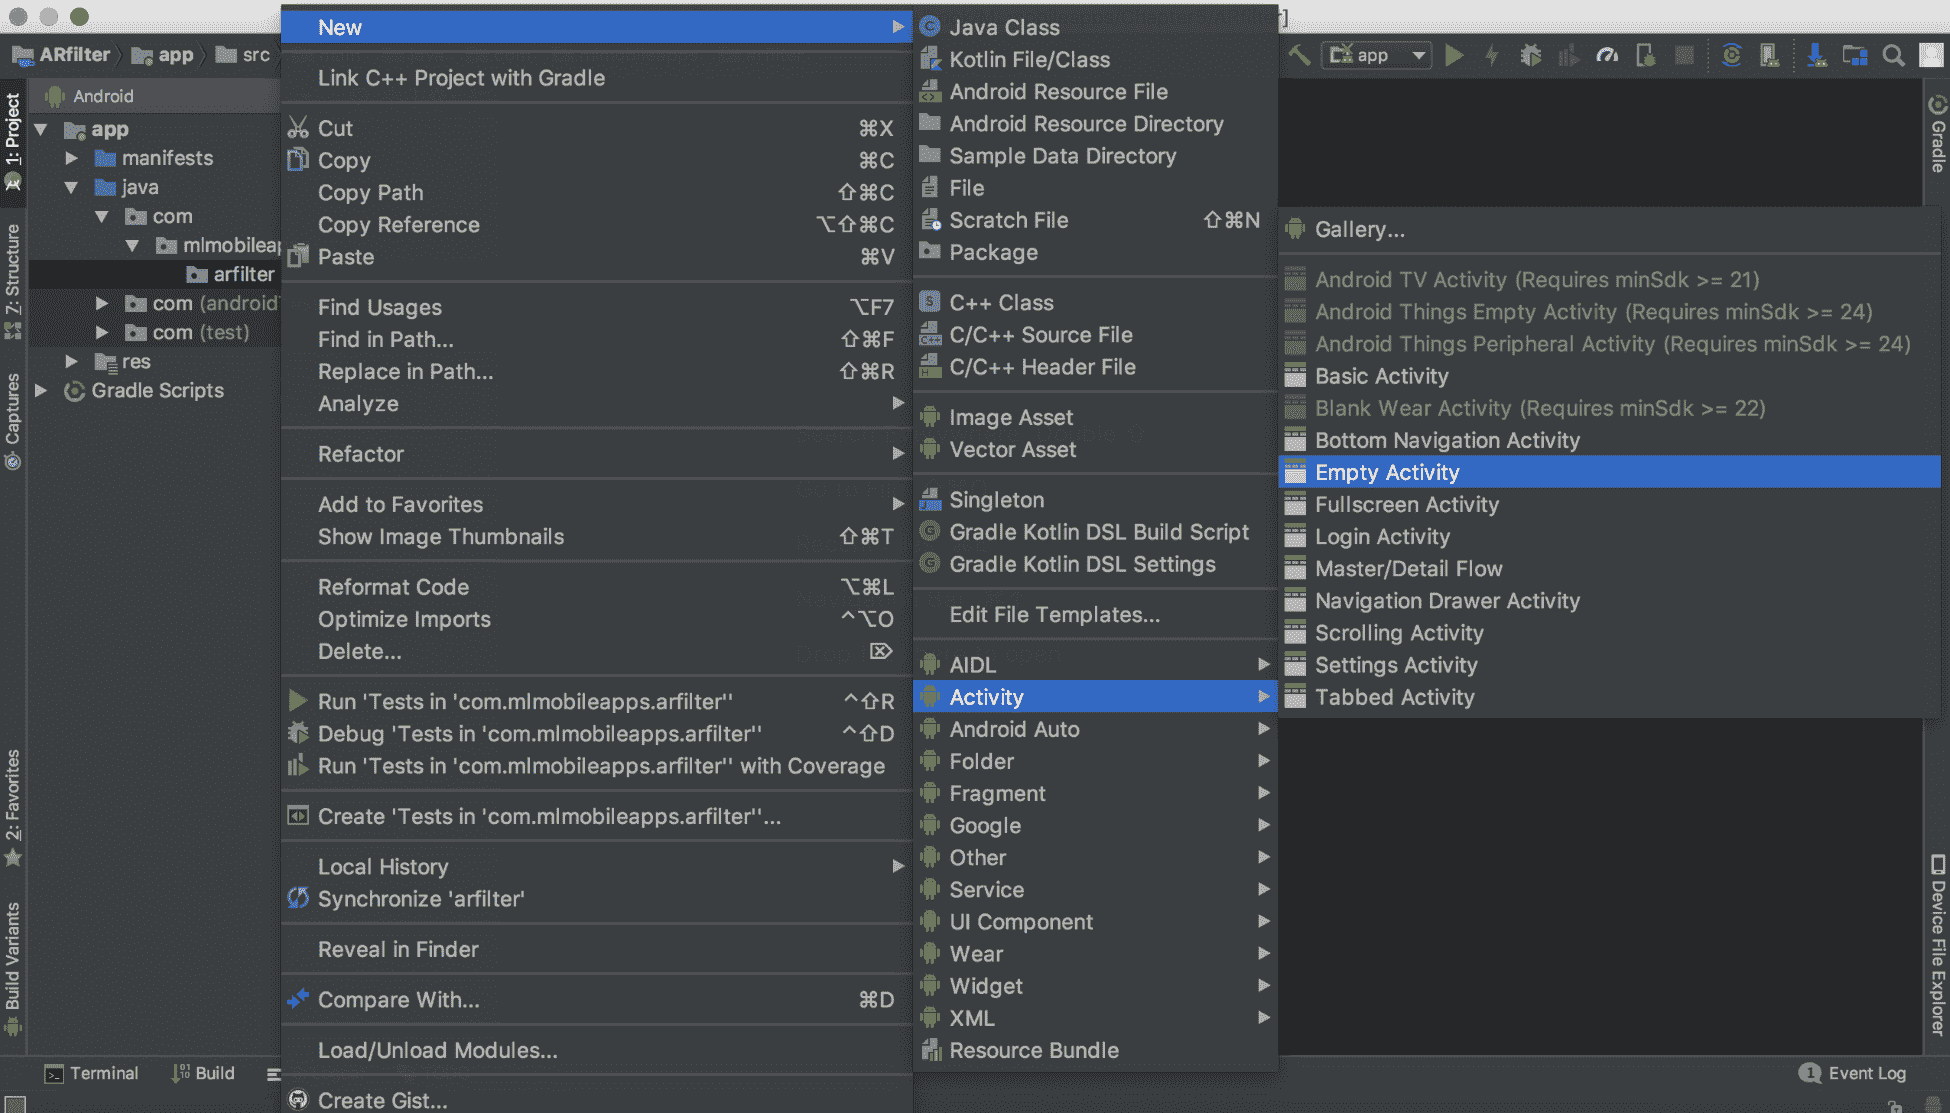 ARfilter
app
src
]
app
1: Project
Z: Structure
Captures
2: Favorites
Build Variants
Android
app
manifests
java
com
mlmobileap
arfilter
com (android
com (test)
res
Gradle Scripts
New
Link C++ Project with Gradle
Cut ⌘X
Copy ⌘C
Copy Path ⇧⌘C
Copy Reference ⌥⇧⌘C
Paste ⌘V
Find Usages ⌥F7
Find in Path... ⇧⌘F
Replace in Path... ⇧⌘R
Analyze
Refactor
Add to Favorites
Show Image Thumbnails ⇧⌘T
Reformat Code ⌥⌘L
Optimize Imports ^⌥O
Delete... ⌦
Run 'Tests in 'com.mlmobileapps.arfilter'' ^⇧R
Debug 'Tests in 'com.mlmobileapps.arfilter'' ^⇧D
Run 'Tests in 'com.mlmobileapps.arfilter'' with Coverage
Create 'Tests in 'com.mlmobileapps.arfilter''...
Local History
Synchronize 'arfilter'
Reveal in Finder
Compare With... ⌘D
Load/Unload Modules...
Create Gist...
Java Class
Kotlin File/Class
Android Resource File
Android Resource Directory
Sample Data Directory
File
Scratch File ⇧⌘N
Package
C++ Class
C/C++ Source File
C/C++ Header File
Image Asset
Vector Asset
Singleton
Gradle Kotlin DSL Build Script
Gradle Kotlin DSL Settings
Edit File Templates...
AIDL
Activity
Android Auto
Folder
Fragment
Google
Other
Service
UI Component
Wear
Widget
XML
Resource Bundle
Gallery...
Android TV Activity (Requires minSdk >= 21)
Android Things Empty Activity (Requires minSdk >= 24)
Android Things Peripheral Activity (Requires minSdk >= 24)
Basic Activity
Blank Wear Activity (Requires minSdk >= 22)
Bottom Navigation Activity
Empty Activity
Fullscreen Activity
Login Activity
Master/Detail Flow
Navigation Drawer Activity
Scrolling Activity
Settings Activity
Tabbed Activity
Gradle
Device File Explorer
Terminal
Build
1 Event Log